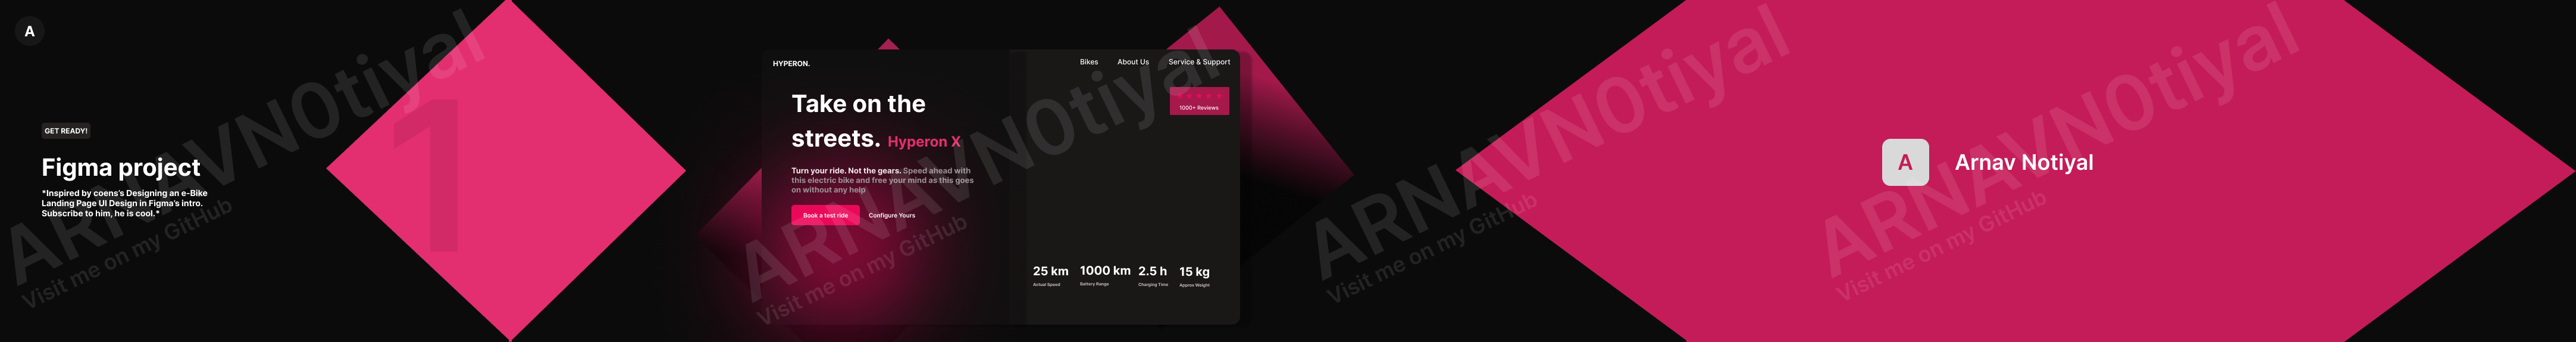 A
GET READY!
Figma project
*Inspired by coens's Designing an e-Bike
Landing Page UI Design in Figma's intro.
Subscribe to him, he is cool.*
ARNAVN0tiyal
Visit me on my GitHub
1
HYPERON.
Bikes
About Us
Service & Support
Take on the
streets. Hyperon X
1000+ Reviews
Turn your ride. Not the gears. Speed ahead with
this electric bike and free your mind as this goes
on without any help
Book a test ride
Configure Yours
25 km
1000 km
2.5 h
15 kg
Actual Speed
Battery Range
Charging Time
Approx Weight
ARNAVN0tiyal
Visit me on my GitHub
ARNAVN0tiyal
Visit me on my GitHub
A
Arnav Notiyal
ARNAVN0tiyal
Visit me on my GitHub